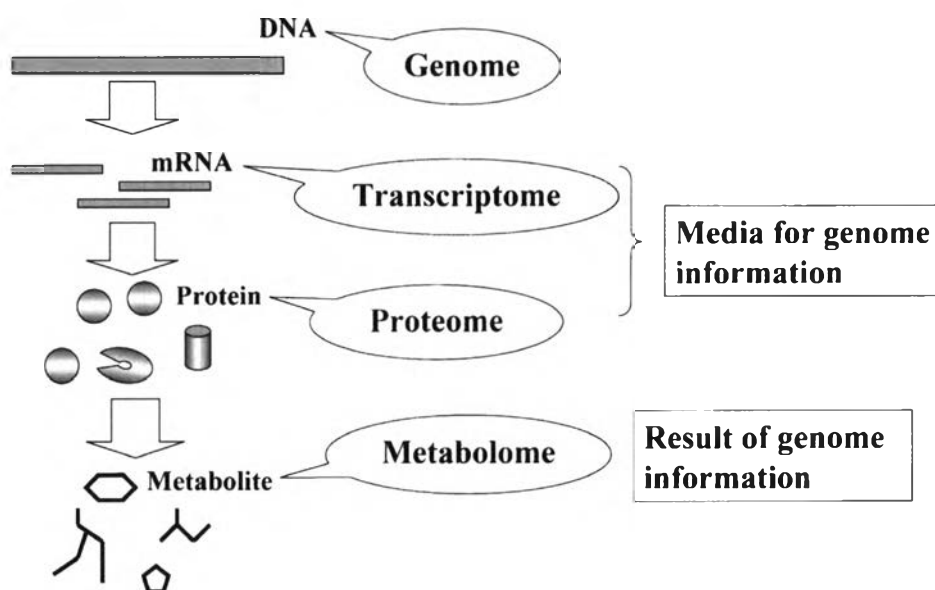 DNA
Genome
mRNA
Transcriptome
Media for genome
information
Protein
Proteome
Metabolome
Result of genome
information
Metabolite